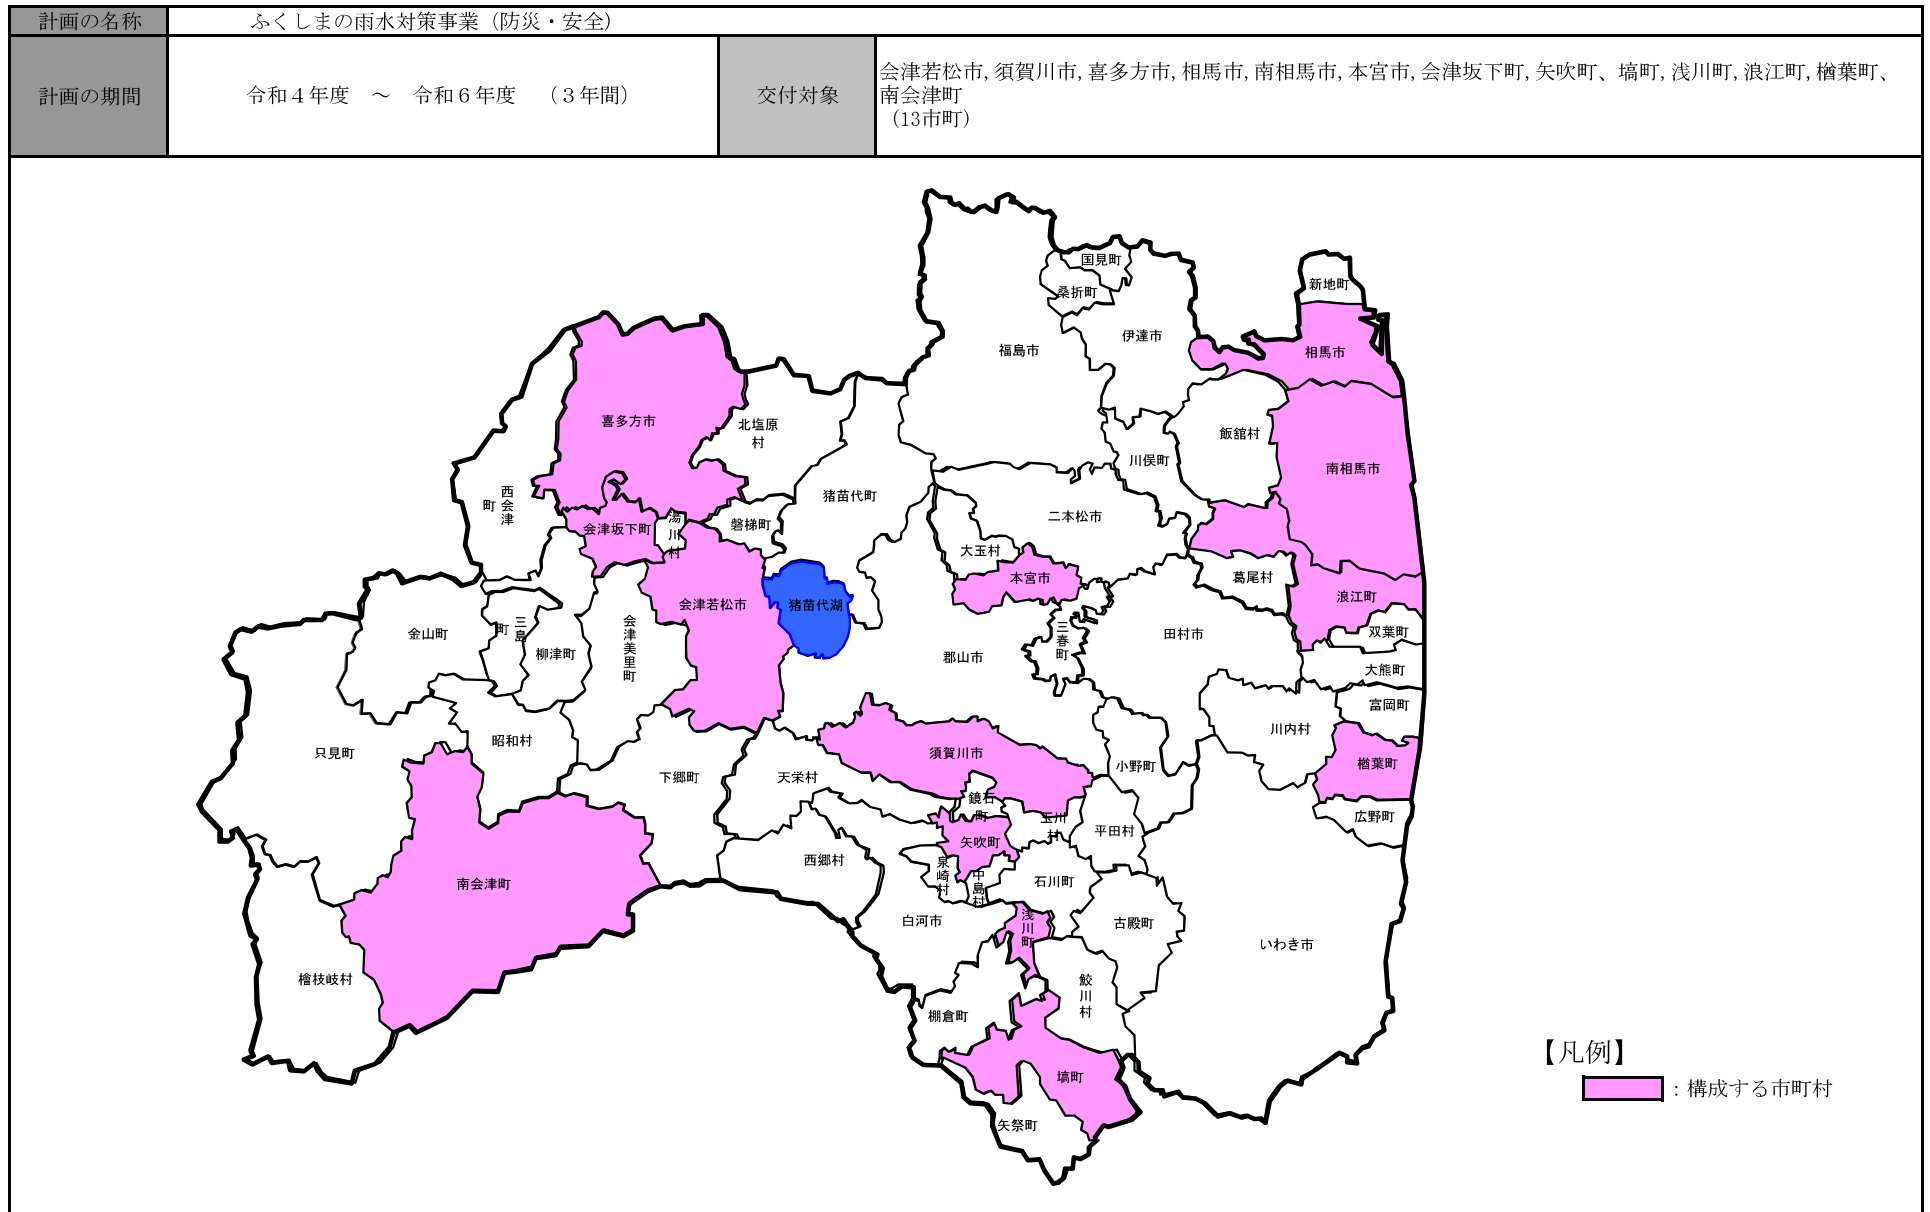 計画の名称
ふくしまの雨水対策事業（防災・安全）
計画の期間
令和４年度　～　令和６年度　（３年間）
交付対象
会津若松市,須賀川市,喜多方市,相馬市,南相馬市,本宮市,会津坂下町,矢吹町、塙町,浅川町,浪江町,楢葉町、
南会津町
（13市町）
国見町
桑折町
新地町
伊達市
福島市
相馬市
喜多方市
北塩原
村
飯舘村
川俣町
南相馬市
猪苗代町
西会津
町
会津坂下町
湯川村
磐梯町
二本松市
大玉村
本宮市
葛尾村
浪江町
会津若松市
猪苗代湖
金山町
三島
町
柳津町
会津美里町
三春町
田村市
双葉町
郡山市
大熊町
富岡町
只見町
昭和村
川内村
須賀川市
下郷町
天栄村
小野町
楢葉町
鏡石
町
玉川
村
広野町
平田村
矢吹町
西郷村
泉崎村
中島村
石川町
南会津町
白河市
浅川町
古殿町
いわき市
檜枝岐村
鮫川村
棚倉町
塙町
矢祭町
【凡例】
：構成する市町村